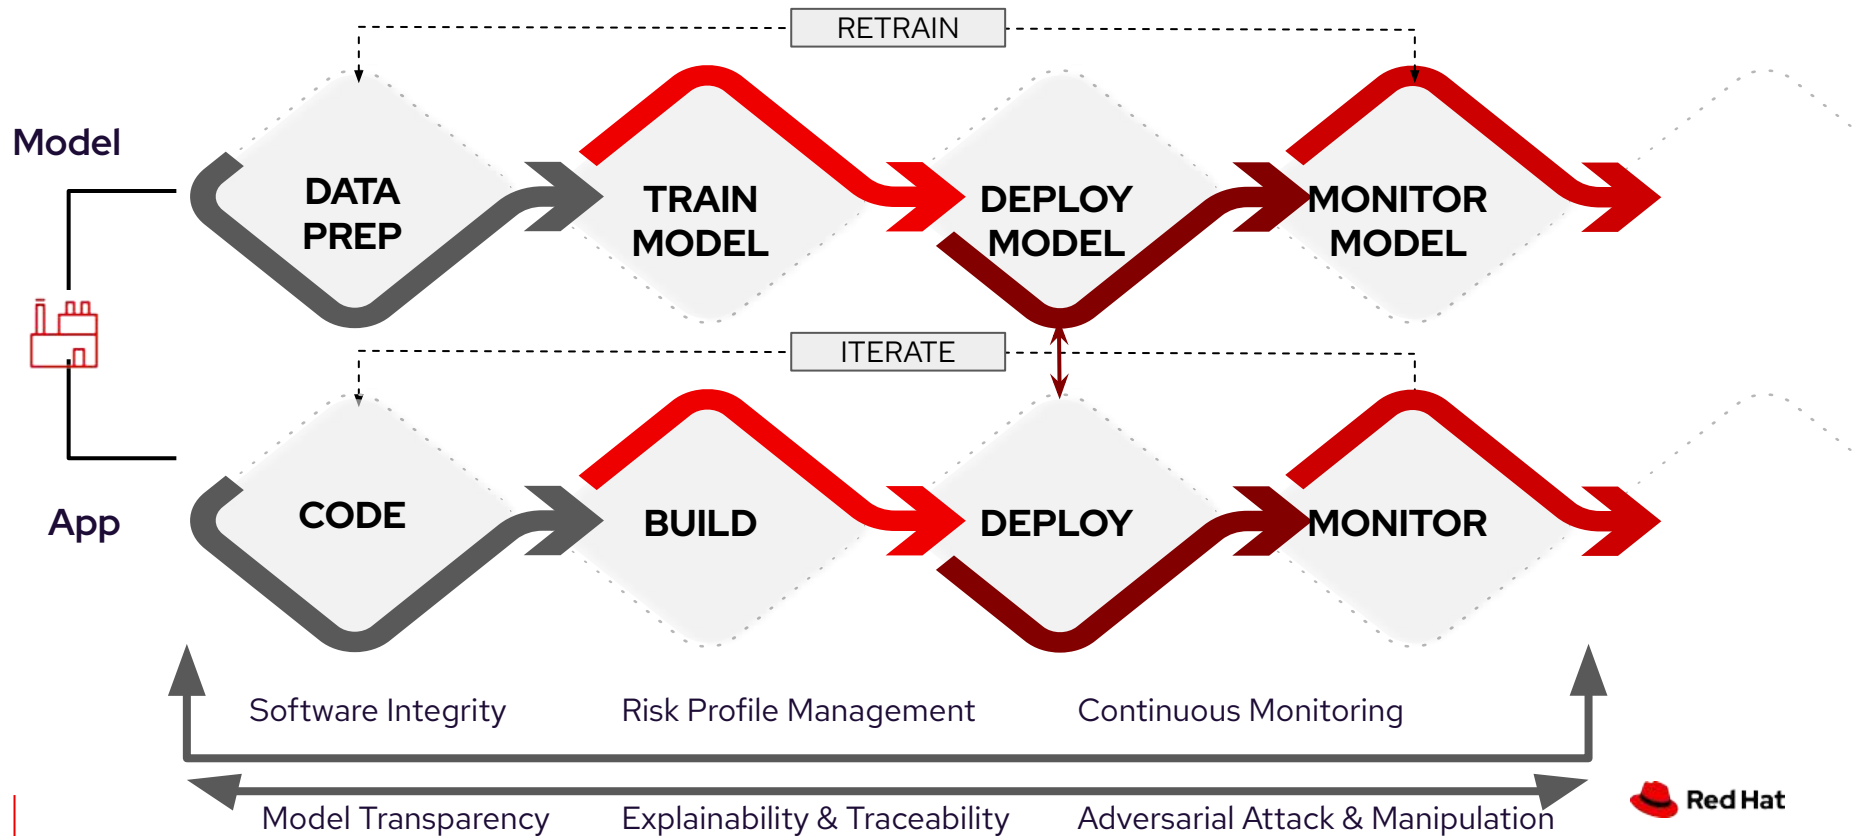 RETRAIN
Model
DATA
PREP
TRAIN
MODEL
DEPLOY
MODEL
MONITOR
MODEL
ITERATE
App
CODE
BUILD
DEPLOY
MONITOR
Software Integrity
Risk Profile Management
Continuous Monitoring
Model Transparency
Explainability & Traceability
Adversarial Attack & Manipulation
Red Hat